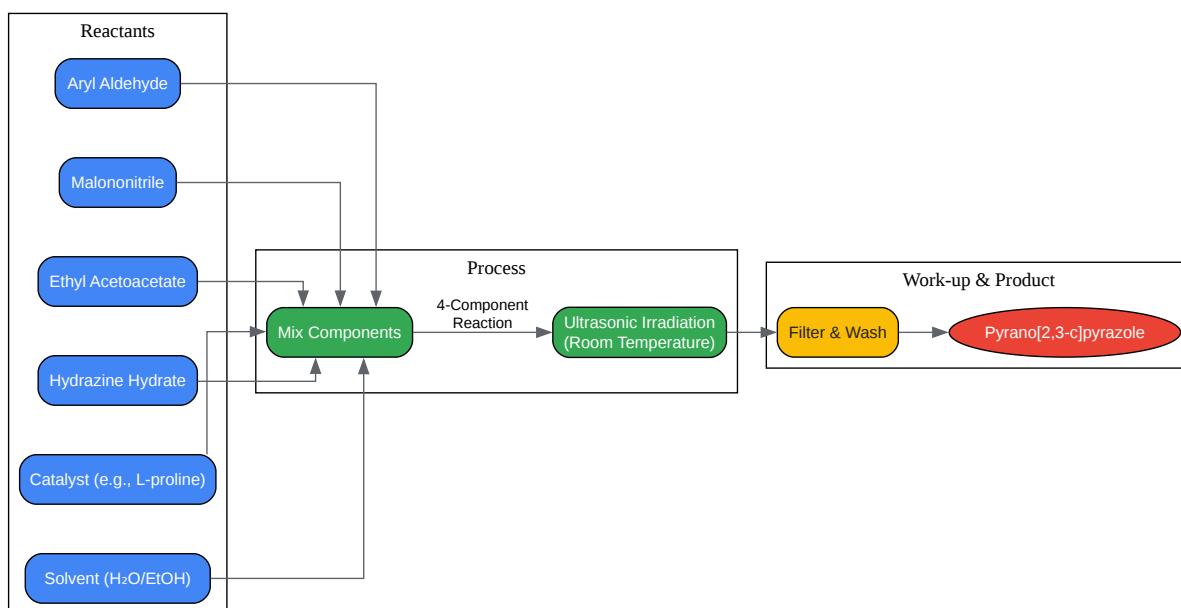 Reactants
Aryl Aldehyde
Malononitrile
Ethyl Acetoacetate
Hydrazine Hydrate
Catalyst (e.g., L-proline)
Solvent (H₂O/EtOH)
Process
Mix Components
4-Component
Reaction
Ultrasonic Irradiation
(Room Temperature)
Work-up & Product
Filter & Wash
Pyrano[2,3-c]pyrazole